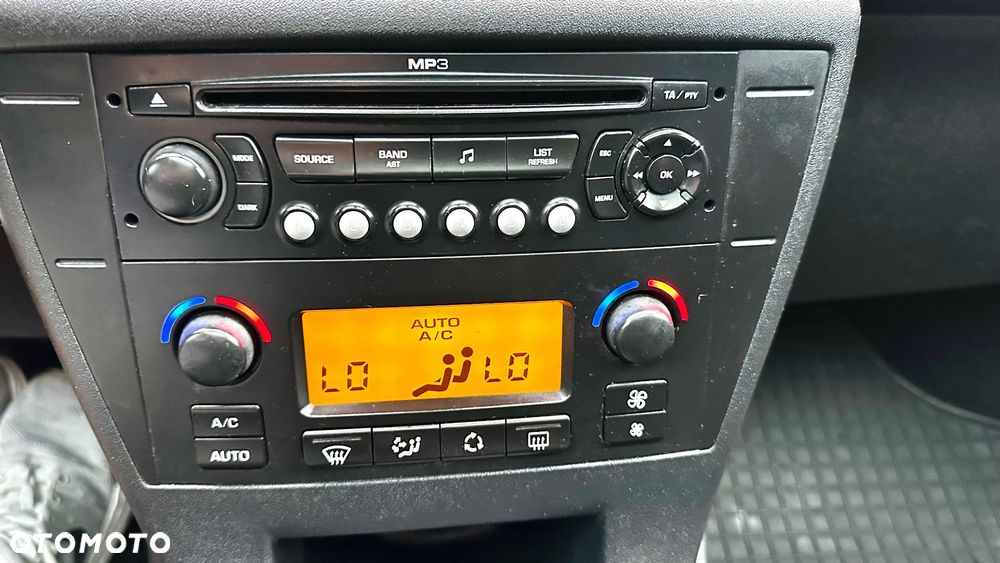 MP3
TA / PTY
MODE
SOURCE
BAND
AST
LIST
REFRESH
ESC
OK
DARK
MENU
AUTO
A/C
LO
LO
A/C
AUTO
OTOMOTO